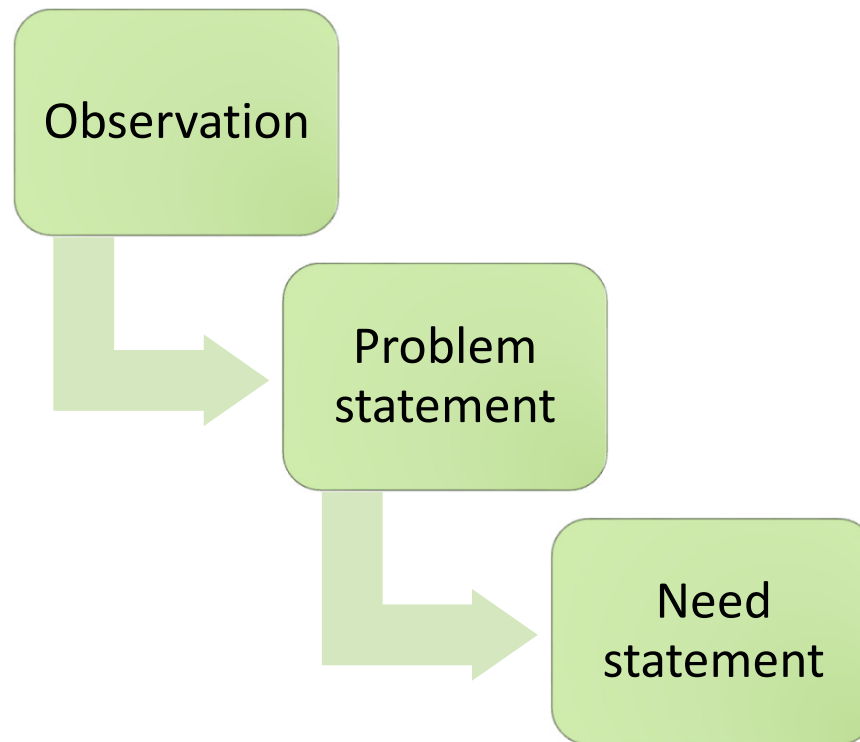 Observation
Problem
statement
Need
statement